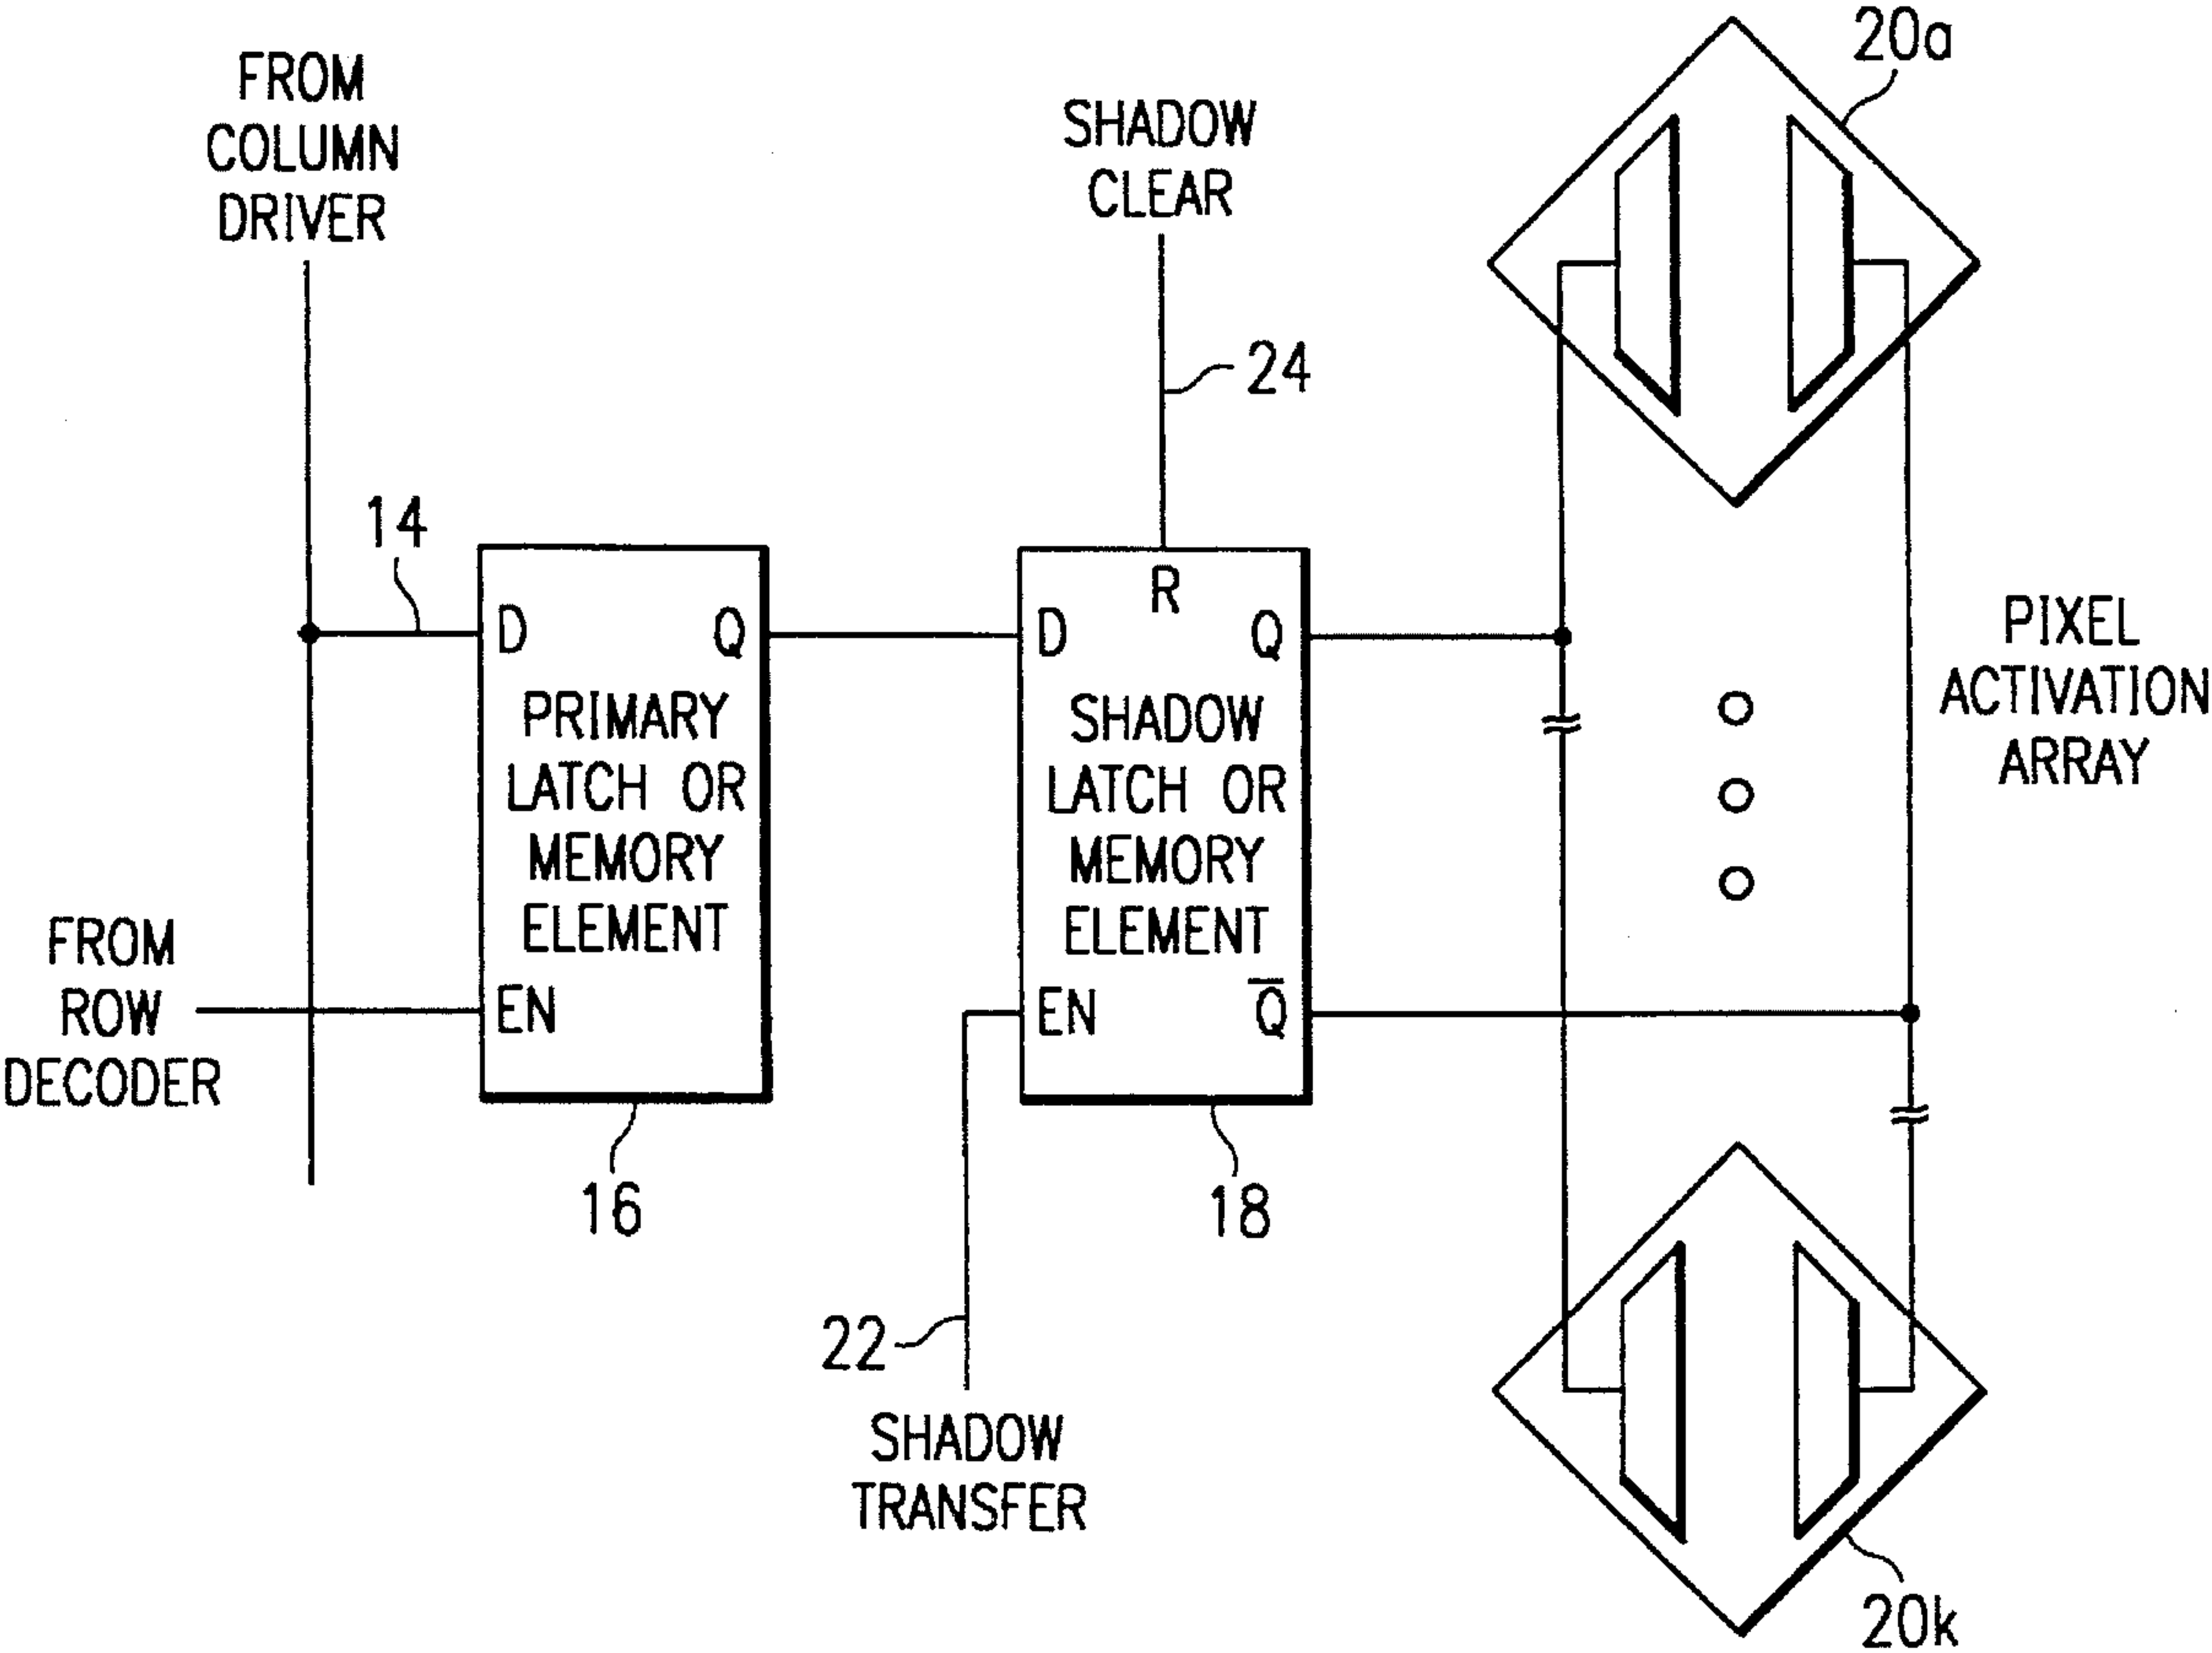 FROM
COLUMN
DRIVER
SHADOW
CLEAR
20a
24
14
D
Q
PRIMARY
LATCH OR
MEMORY
ELEMENT
EN
16
R
D
Q
SHADOW
LATCH OR
MEMORY
ELEMENT
EN
Q̅
18
PIXEL
ACTIVATION
ARRAY
FROM
ROW
DECODER
22
SHADOW
TRANSFER
20k